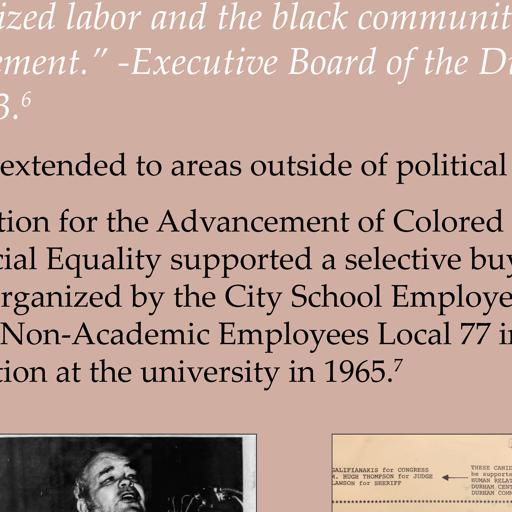 ized labor and the black communit
ement.” -Executive Board of the D
3.⁶
extended to areas outside of political
tion for the Advancement of Colored
cial Equality supported a selective buy
rganized by the City School Employe
Non-Academic Employees Local 77 i
tion at the university in 1965.⁷
GALIFIANAKIS for CONGRESS
M. HUGH THOMPSON for JUDGE
LAWSON for SHERIFF
THESE CANDI
be supporte
HUMAN RELAT
DURHAM CENT
DURHAM COMM